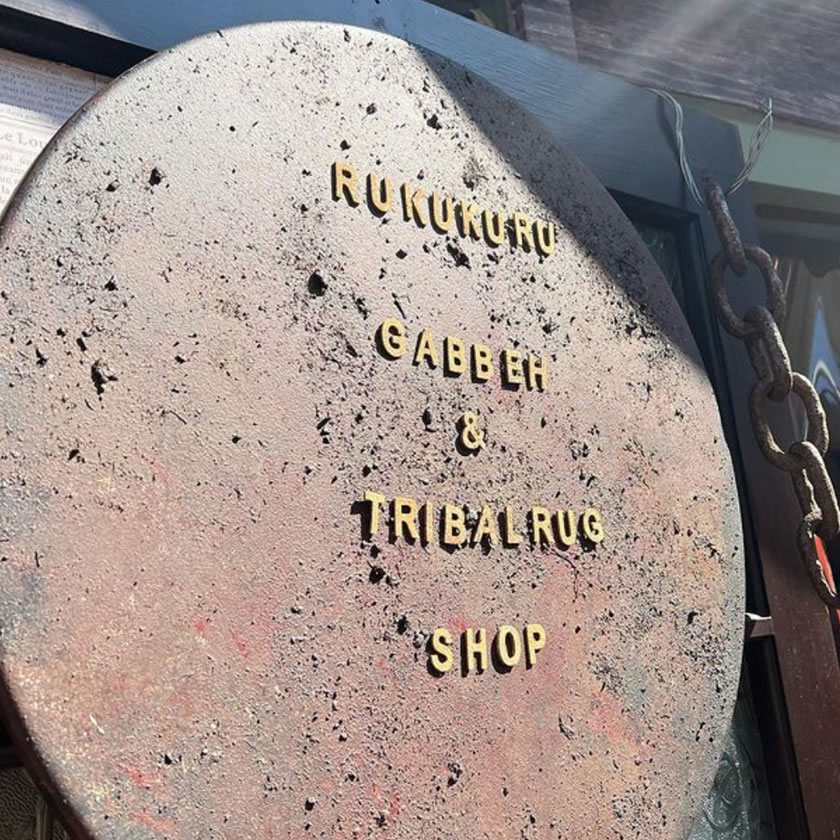 RUKUKURU
GABBEH
&
TRIBAL RUG
SHOP